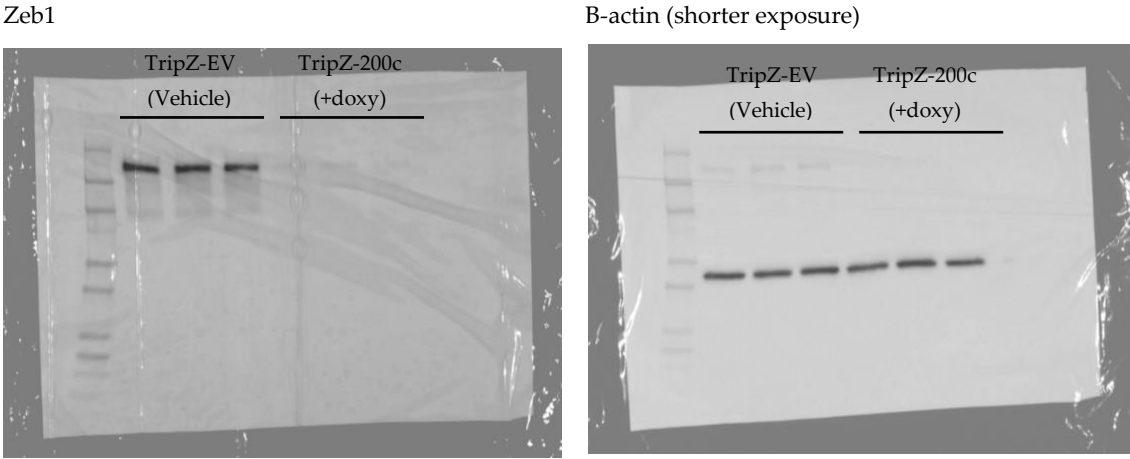 Zeb1
B-actin (shorter exposure)
TripZ-EV
(Vehicle)
TripZ-200c
(+doxy)
TripZ-EV
(Vehicle)
TripZ-200c
(+doxy)